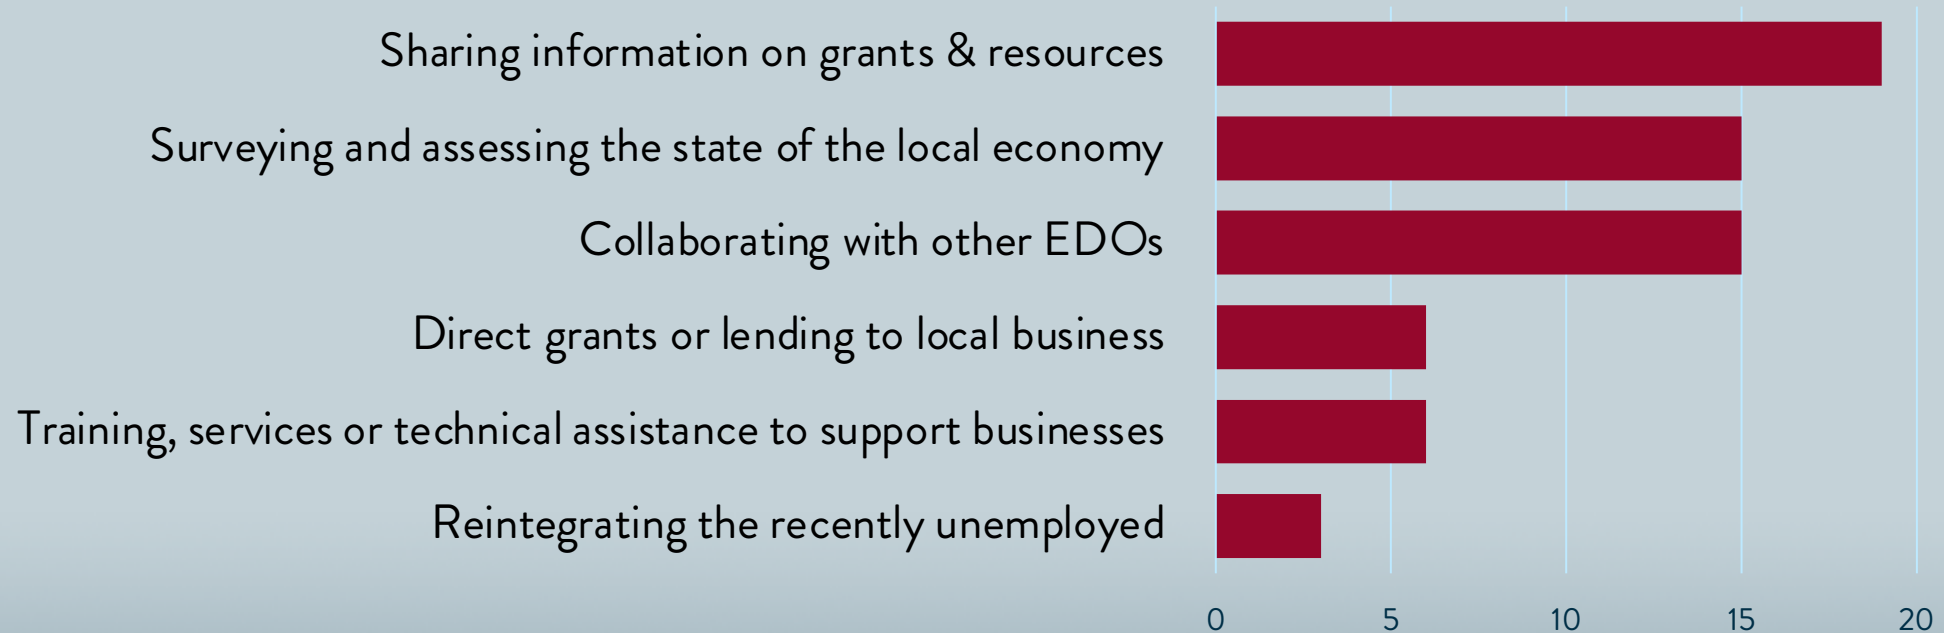 Sharing information on grants & resources
Surveying and assessing the state of the local economy
Collaborating with other EDOs
Direct grants or lending to local business
Training, services or technical assistance to support businesses
Reintegrating the recently unemployed
0 5 10 15 20